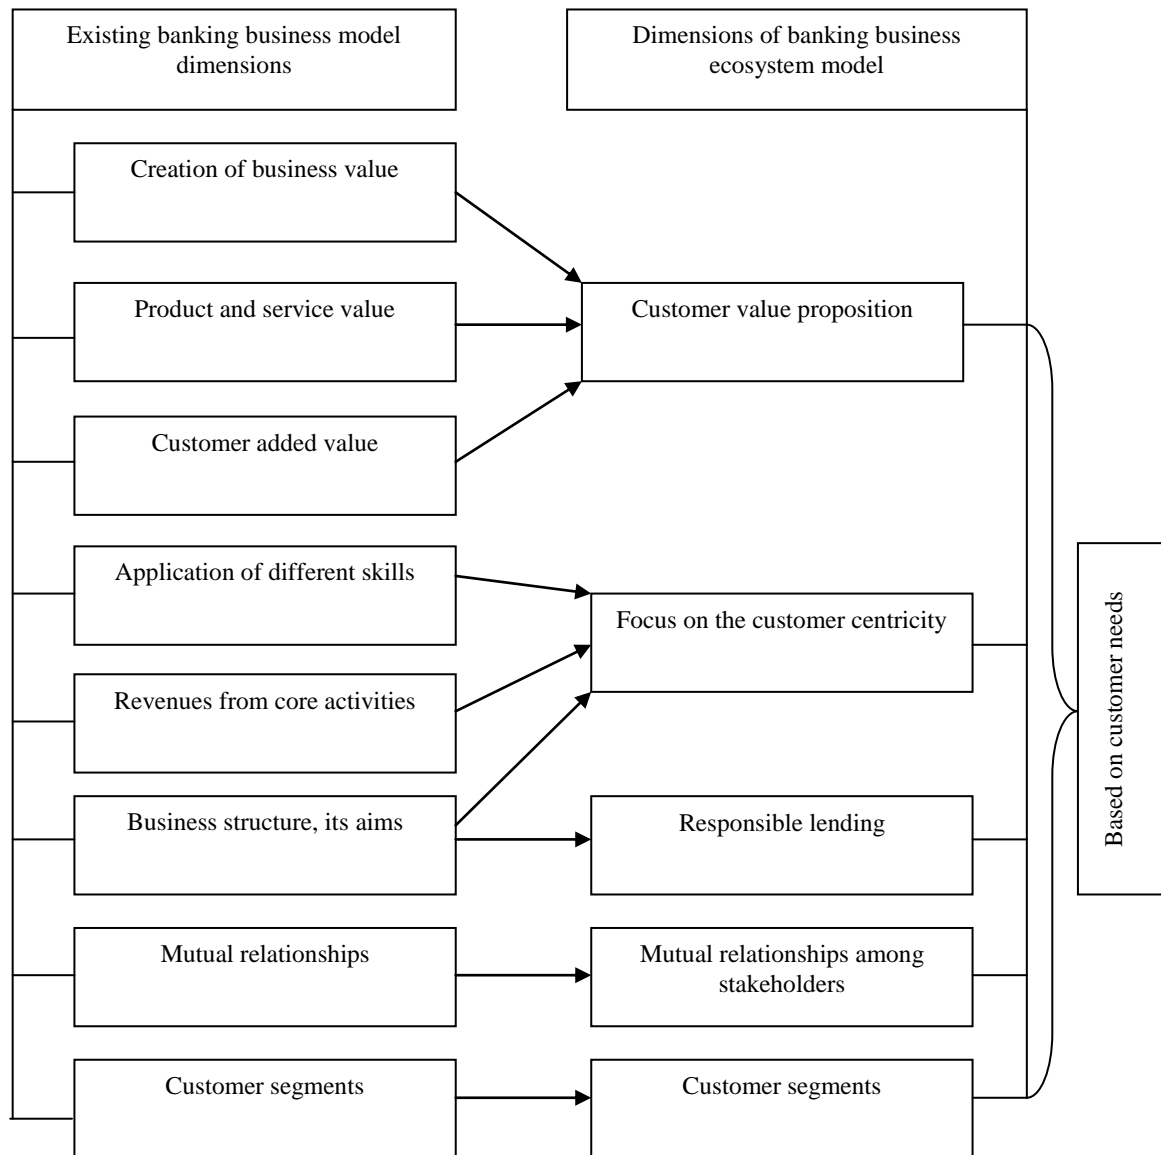 Existing banking business model
dimensions
Dimensions of banking business
ecosystem model
Creation of business value
Product and service value
Customer value proposition
Customer added value
Application of different skills
Focus on the customer centricity
Revenues from core activities
Business structure, its aims
Responsible lending
Mutual relationships
Mutual relationships among
stakeholders
Customer segments
Customer segments
Based on customer needs